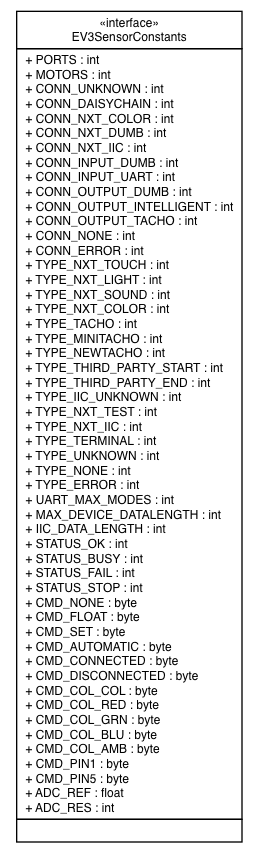 «interface»
EV3SensorConstants
+ PORTS : int
+ MOTORS : int
+ CONN_UNKNOWN : int
+ CONN_DAISYCHAIN : int
+ CONN_NXT_COLOR : int
+ CONN_NXT_DUMB : int
+ CONN_NXT_IIC : int
+ CONN_INPUT_DUMB : int
+ CONN_INPUT_UART : int
+ CONN_OUTPUT_DUMB : int
+ CONN_OUTPUT_INTELLIGENT : int
+ CONN_OUTPUT_TACHO : int
+ CONN_NONE : int
+ CONN_ERROR : int
+ TYPE_NXT_TOUCH : int
+ TYPE_NXT_LIGHT : int
+ TYPE_NXT_SOUND : int
+ TYPE_NXT_COLOR : int
+ TYPE_TACHO : int
+ TYPE_MINITACHO : int
+ TYPE_NEWTACHO : int
+ TYPE_THIRD_PARTY_START : int
+ TYPE_THIRD_PARTY_END : int
+ TYPE_IIC_UNKNOWN : int
+ TYPE_NXT_TEST : int
+ TYPE_NXT_IIC : int
+ TYPE_TERMINAL : int
+ TYPE_UNKNOWN : int
+ TYPE_NONE : int
+ TYPE_ERROR : int
+ UART_MAX_MODES : int
+ MAX_DEVICE_DATALENGTH : int
+ IIC_DATA_LENGTH : int
+ STATUS_OK : int
+ STATUS_BUSY : int
+ STATUS_FAIL : int
+ STATUS_STOP : int
+ CMD_NONE : byte
+ CMD_FLOAT : byte
+ CMD_SET : byte
+ CMD_AUTOMATIC : byte
+ CMD_CONNECTED : byte
+ CMD_DISCONNECTED : byte
+ CMD_COL_COL : byte
+ CMD_COL_RED : byte
+ CMD_COL_GRN : byte
+ CMD_COL_BLU : byte
+ CMD_COL_AMB : byte
+ CMD_PIN1 : byte
+ CMD_PIN5 : byte
+ ADC_REF : float
+ ADC_RES : int